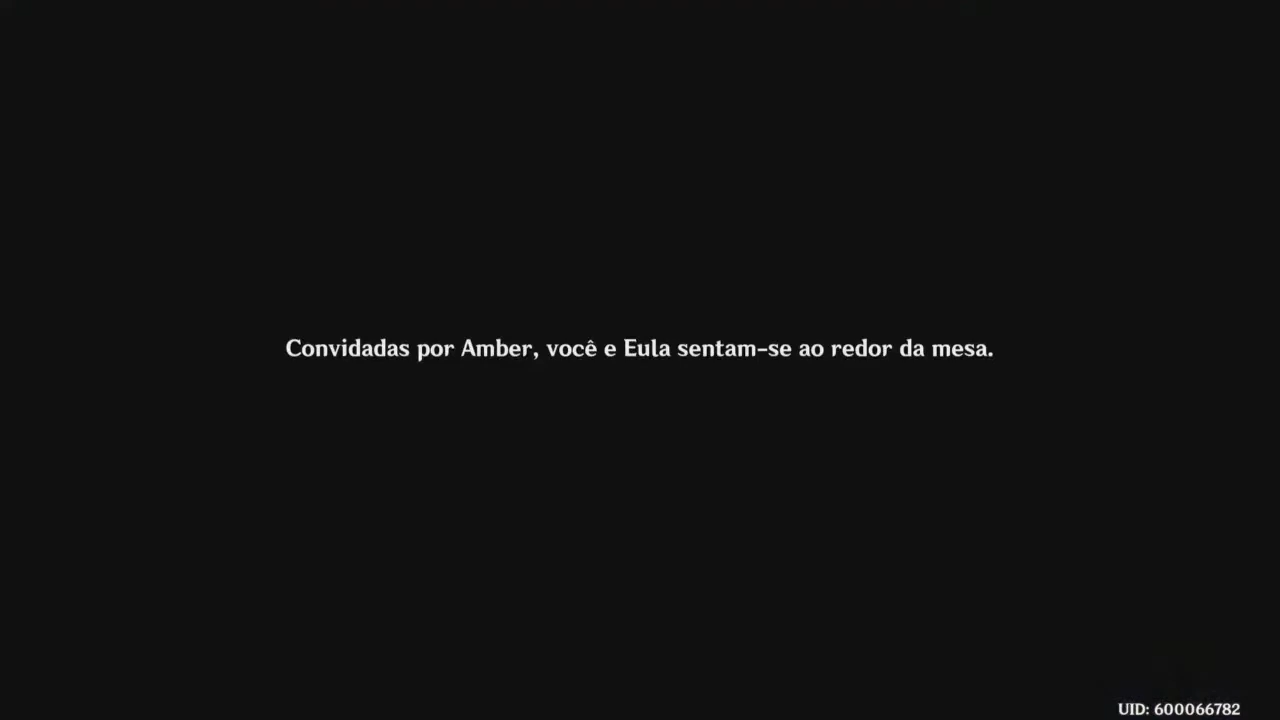 Convidadas por Amber, você e Eula sentam-se ao redor da mesa.
UID: 600066782